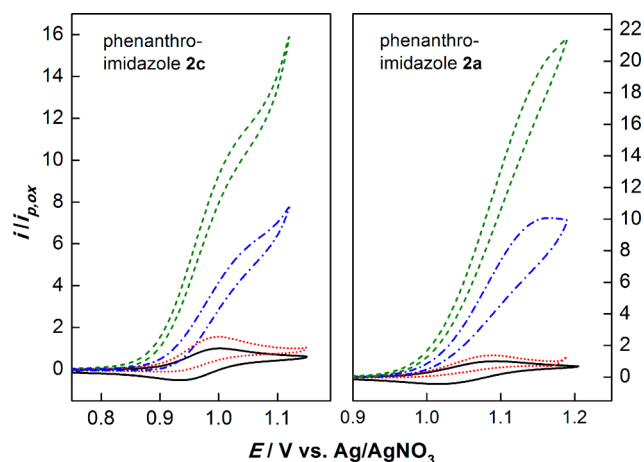 phenanthro-
imidazole 2c
phenanthro-
imidazole 2a
i / i p,ox
16
14
12
10
8
6
4
2
0
22
20
18
16
14
12
10
8
6
4
2
0
0.8 0.9 1.0 1.1
0.9 1.0 1.1 1.2
E / V vs. Ag/AgNO3